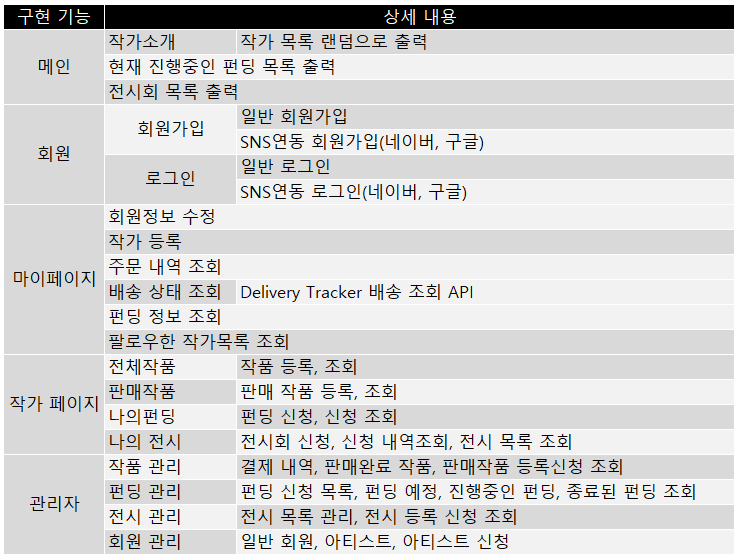 구현 기능 상세 내용
메인
작가소개 작가 목록 랜덤으로 출력
현재 진행중인 펀딩 목록 출력
전시회 목록 출력
회원
회원가입
일반 회원가입
SNS연동 회원가입(네이버, 구글)
로그인
일반 로그인
SNS연동 로그인(네이버, 구글)
마이페이지
회원정보 수정
작가 등록
주문 내역 조회
배송 상태 조회 Delivery Tracker 배송 조회 API
펀딩 정보 조회
팔로우한 작가목록 조회
작가 페이지
전체작품 작품 등록, 조회
판매작품 판매 작품 등록, 조회
나의펀딩 펀딩 신청, 신청 조회
나의 전시 전시회 신청, 신청 내역조회, 전시 목록 조회
관리자
작품 관리 결제 내역, 판매완료 작품, 판매작품 등록신청 조회
펀딩 관리 펀딩 신청 목록, 펀딩 예정, 진행중인 펀딩, 종료된 펀딩 조회
전시 관리 전시 목록 관리, 전시 등록 신청 조회
회원 관리 일반 회원, 아티스트, 아티스트 신청